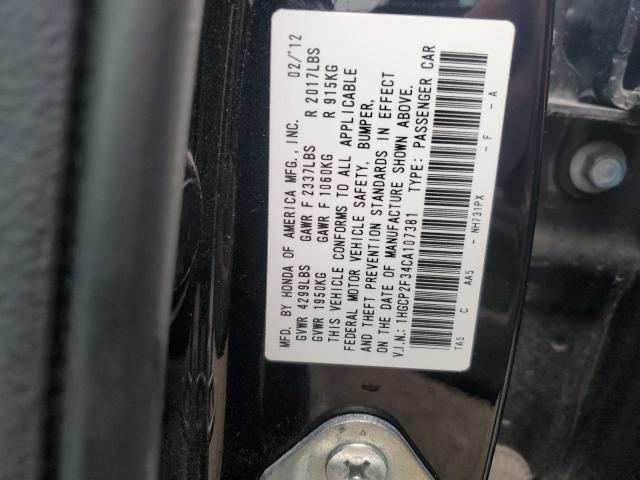 MFD. BY HONDA OF AMERICA MFG., INC. 02/'12
GVWR 4299LBS GAWR F 2337LBS R 2017LBS
GVWR 1950KG GAWR F 1060KG R 915KG
THIS VEHICLE CONFORMS TO ALL APPLICABLE
FEDERAL MOTOR VEHICLE SAFETY, BUMPER,
AND THEFT PREVENTION STANDARDS IN EFFECT
ON THE DATE OF MANUFACTURE SHOWN ABOVE.
V.I.N.: 1HGCP2F34CA107381 TYPE: PASSENGER CAR
TA5 C AA5 - NH731PX - F - A